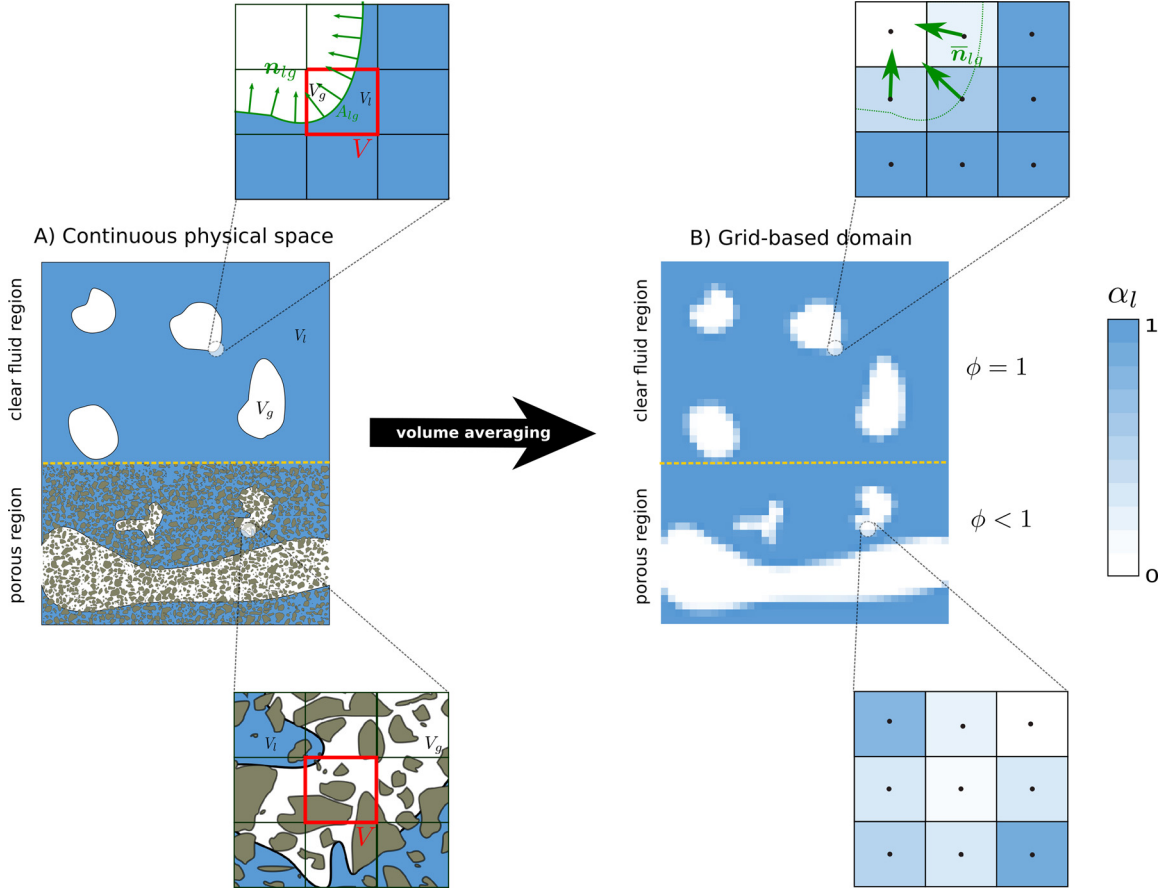 n_lg
V_g
V_l
A_lg
V
n̅_lg
A) Continuous physical space
B) Grid-based domain
clear fluid region
V_l
V_g
porous region
volume averaging
clear fluid region
ϕ = 1
porous region
ϕ < 1
α_l
1
0
V_l
V_g
V